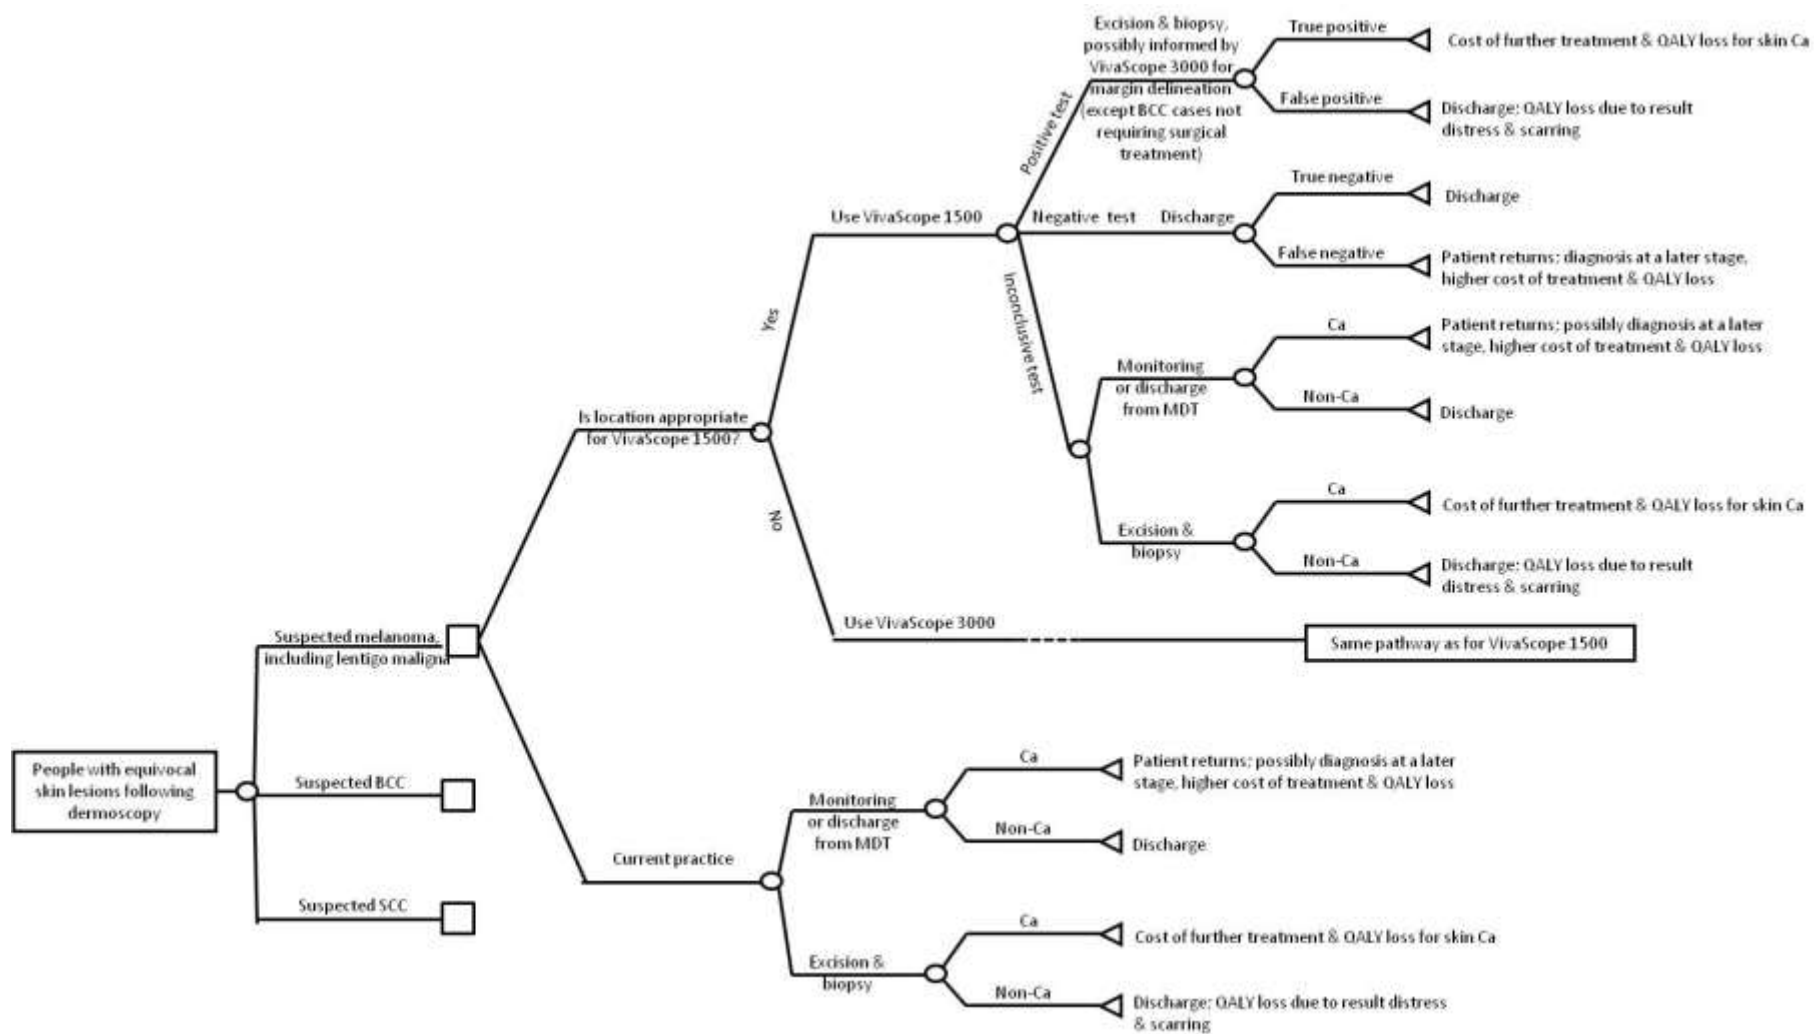 Excision & biopsy,
possibly informed by
VivaScope 3000 for
margin delineation
(except BCC cases not
requiring surgical
treatment)
True positive
Cost of further treatment & QALY loss for skin Ca
False positive
Discharge; QALY loss due to result
distress & scarring
Positive test
True negative
Discharge
Use VivaScope 1500
Negative test
Discharge
False negative
Patient returns; diagnosis at a later stage,
higher cost of treatment & QALY loss
Inconclusive test
Yes
Ca
Patient returns; possibly diagnosis at a later
stage, higher cost of treatment & QALY loss
Monitoring
or discharge
from MDT
Non-Ca
Discharge
Is location appropriate
for VivaScope 1500?
Ca
Cost of further treatment & QALY loss for skin Ca
No
Excision &
biopsy
Non-Ca
Discharge; QALY loss due to result
distress & scarring
Use VivaScope 3000
Same pathway as for VivaScope 1500
Suspected melanoma,
including lentigo maligna
People with equivocal
skin lesions following
dermoscopy
Suspected BCC
Suspected SCC
Current practice
Monitoring
or discharge
from MDT
Ca
Patient returns; possibly diagnosis at a later
stage, higher cost of treatment & QALY loss
Non-Ca
Discharge
Excision &
biopsy
Ca
Cost of further treatment & QALY loss for skin Ca
Non-Ca
Discharge; QALY loss due to result distress
& scarring